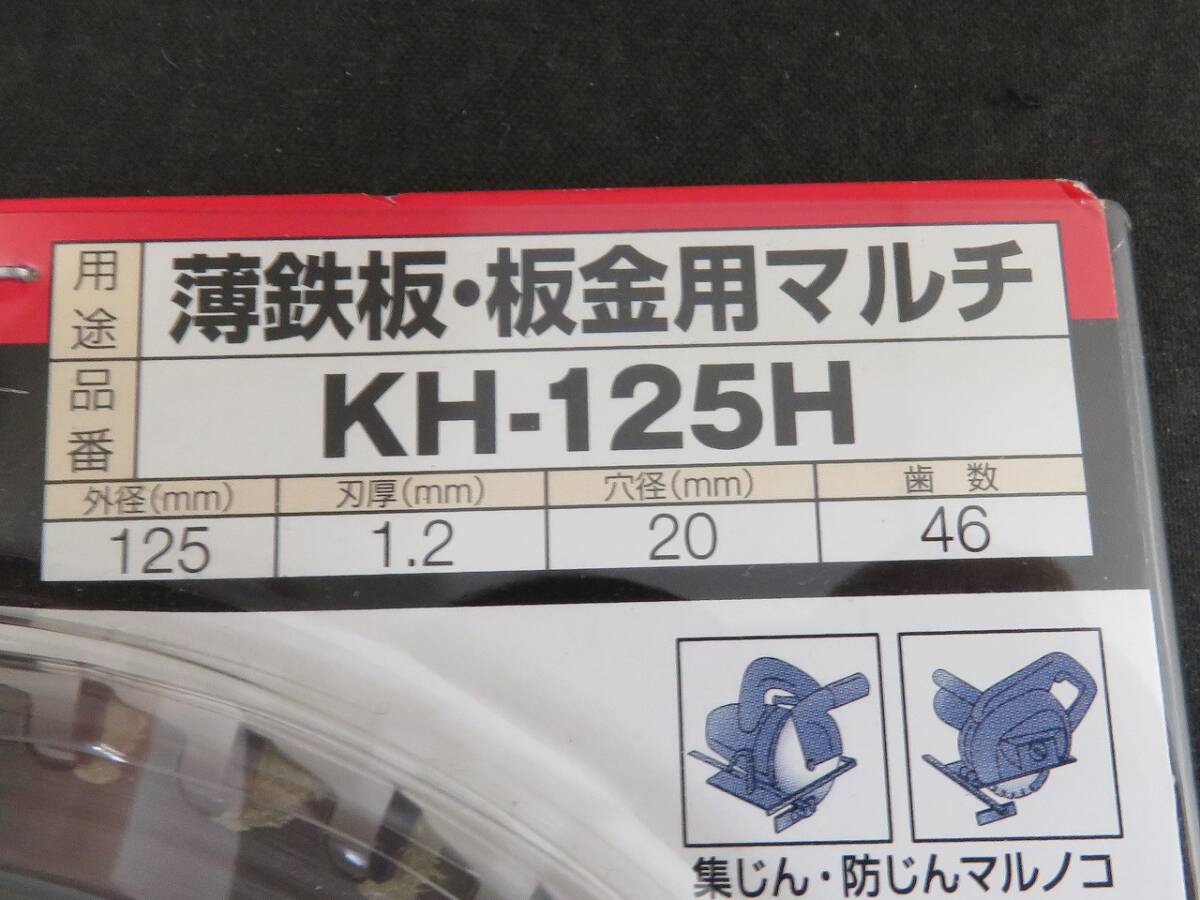 用途 薄鉄板・板金用マルチ
品番 KH-125H
外径(mm) 刃厚(mm) 穴径(mm) 歯数
125 1.2 20 46
集じん・防じんマルノコ